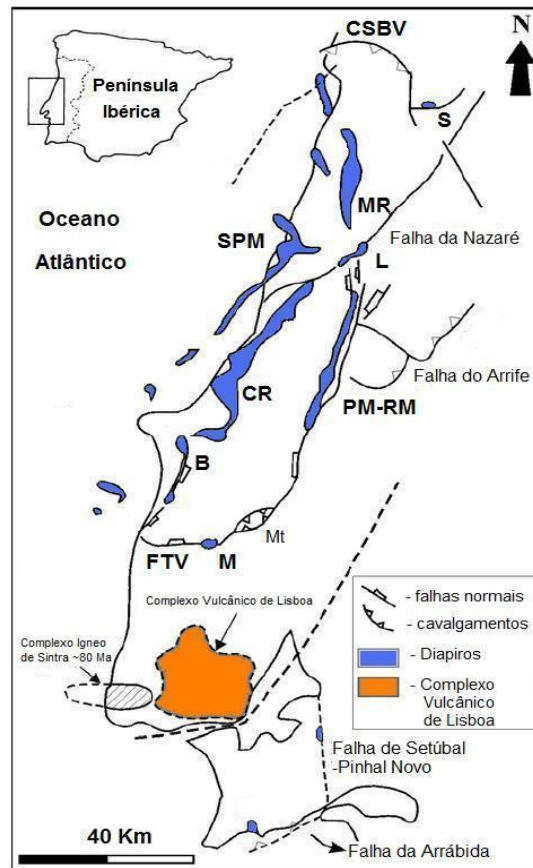 CSBV
N
Península
Ibérica
S
MR
Oceano
Atlântico
SPM
Falha da Nazaré
L
Falha do Arrife
CR
PM-RM
B
Mt
FTV
M
Complexo Vulcânico
de Lisboa
Complexo Igneo
de Sintra ~80 Ma
- falhas normais
- cavalgamentos
- Diapiros
- Complexo
Vulcânico
de Lisboa
Falha de Setúbal
-Pinhal Novo
40 Km
Falha da Arrábida